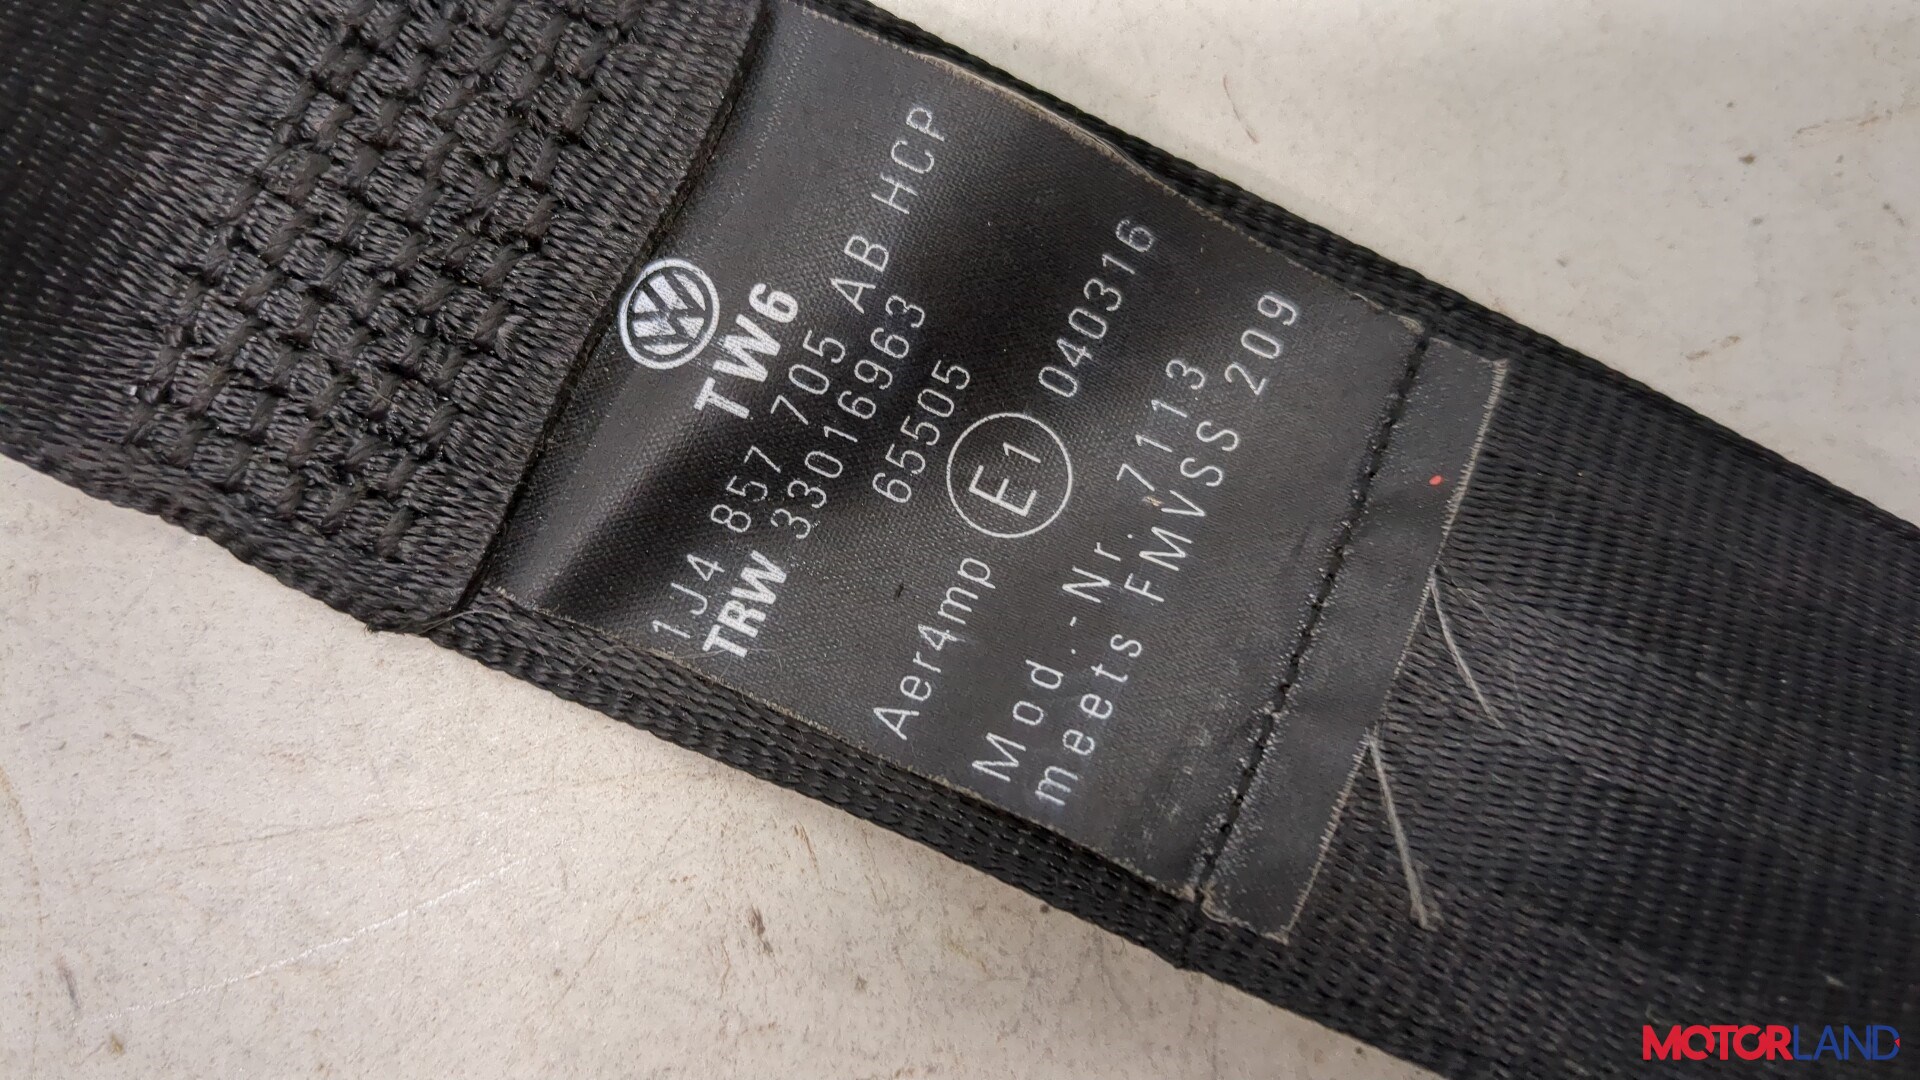 TW6
1J4 857 705 AB HCP
TRW 33016963
65505
Aer4mp E1 040316
Mod.-Nr. 7113
meets FMVSS 209
MOTORLAND